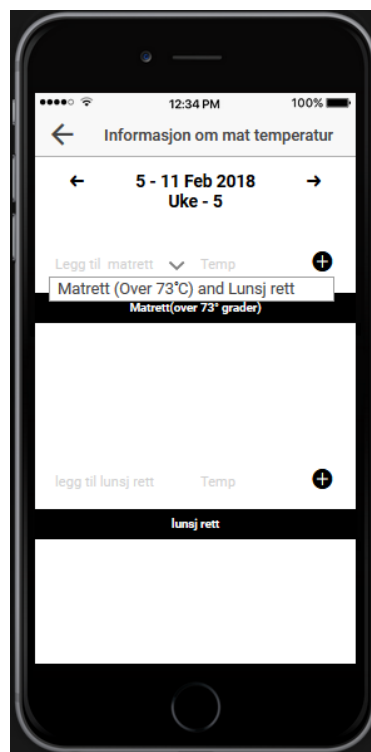 12:34 PM 100%
Informasjon om mat temperatur
5 - 11 Feb 2018
Uke - 5
Legg til matrett Temp
Matrett (Over 73°C) and Lunsj rett
Matrett(over 73° grader)
legg til lunsj rett Temp
lunsj rett